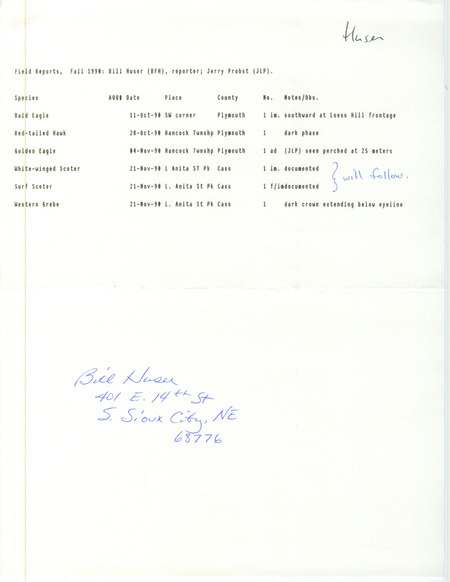 Huser
Field Reports, Fall 1990: Bill Huser (BFH), reporter; Jerry Probst (JLP).
Species AOU# Date Place County No. Notes/Obs.
Bald Eagle 11-Oct-90 SW corner Plymouth 1 im. southward at Loess Hill frontage
Red-tailed Hawk 28-Oct-90 Hancock Twnshp Plymouth 1 dark phase
Golden Eagle 04-Nov-90 Hancock Twnshp Plymouth 1 ad (JLP) seen perched at 25 meters
White-winged Scoter 21-Nov-90 L Anita ST Pk Cass 1 im. documented
Surf Scoter 21-Nov-90 L. Anita St Pk Cass 1 f/imdocumented
} will follow.
Western Grebe 21-Nov-90 L. Anita St Pk Cass 1 dark crown extending below eyeline
Bill Huser
401 E. 14th St
S. Sioux City, NE
68776